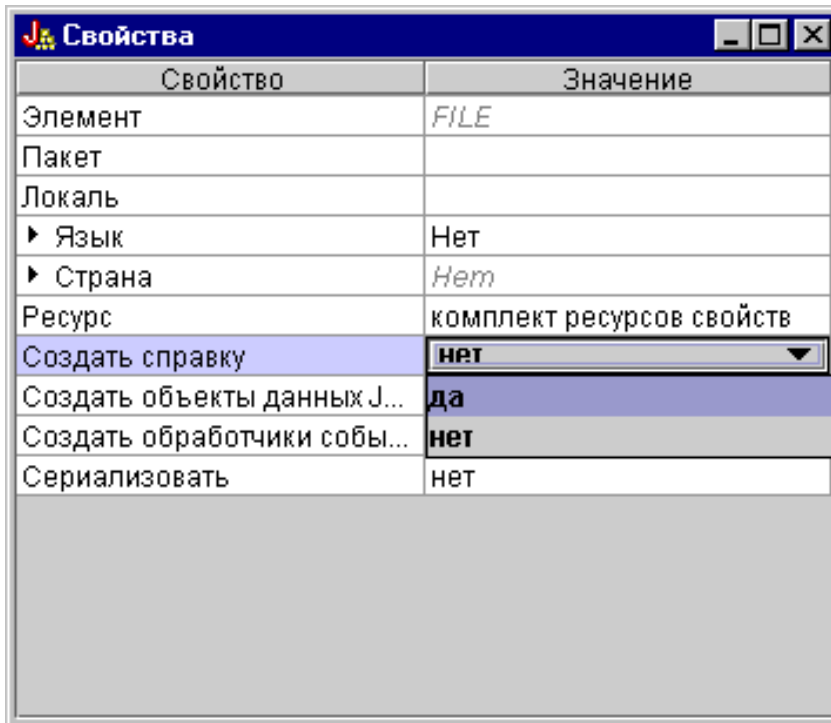 Свойства
Свойство Значение
Элемент FILE
Пакет
Локаль
Язык Нет
Страна Нет
Ресурс комплект ресурсов свойств
Создать справку нет
Создать объекты данных J... да
Создать обработчики собы... нет
Сериализовать нет